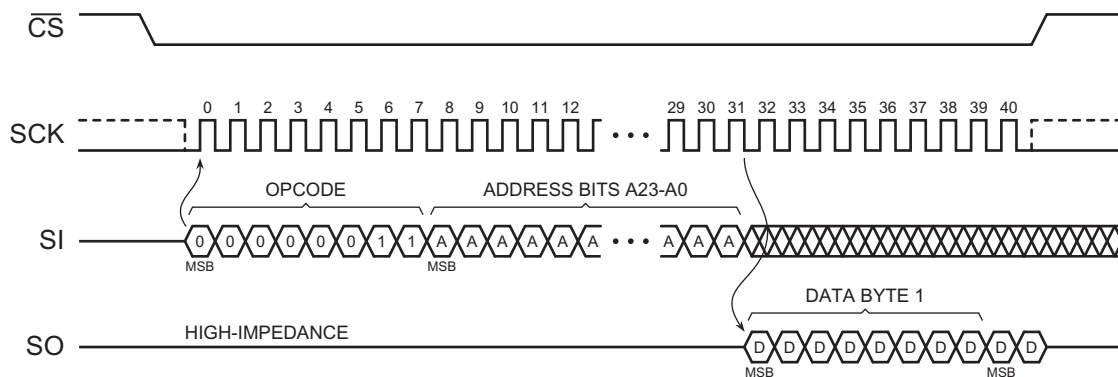 CS
SCK 0 1 2 3 4 5 6 7 8 9 10 11 12 • • • 29 30 31 32 33 34 35 36 37 38 39 40
OPCODE ADDRESS BITS A23-A0
SI 0 0 0 0 0 0 1 1 A A A A A A • • • A A A
MSB MSB
DATA BYTE 1
SO HIGH-IMPEDANCE D D D D D D D D D D
MSB MSB